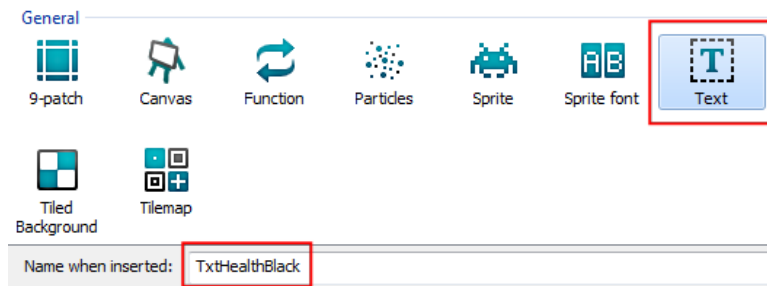 General
9-patch Canvas Function Particles Sprite Sprite font Text
Tiled Background Tilemap
Name when inserted: TxtHealthBlack